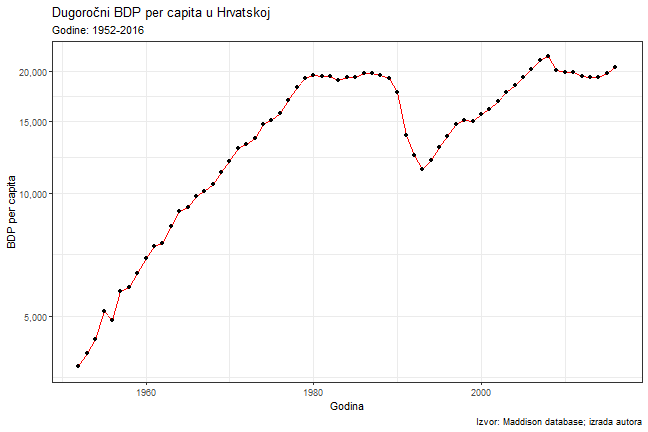 Dugoročni BDP per capita u Hrvatskoj
Godine: 1952-2016
BDP per capita
20,000
15,000
10,000
5,000
1960
1980
2000
Godina
Izvor: Maddison database; izrada autora